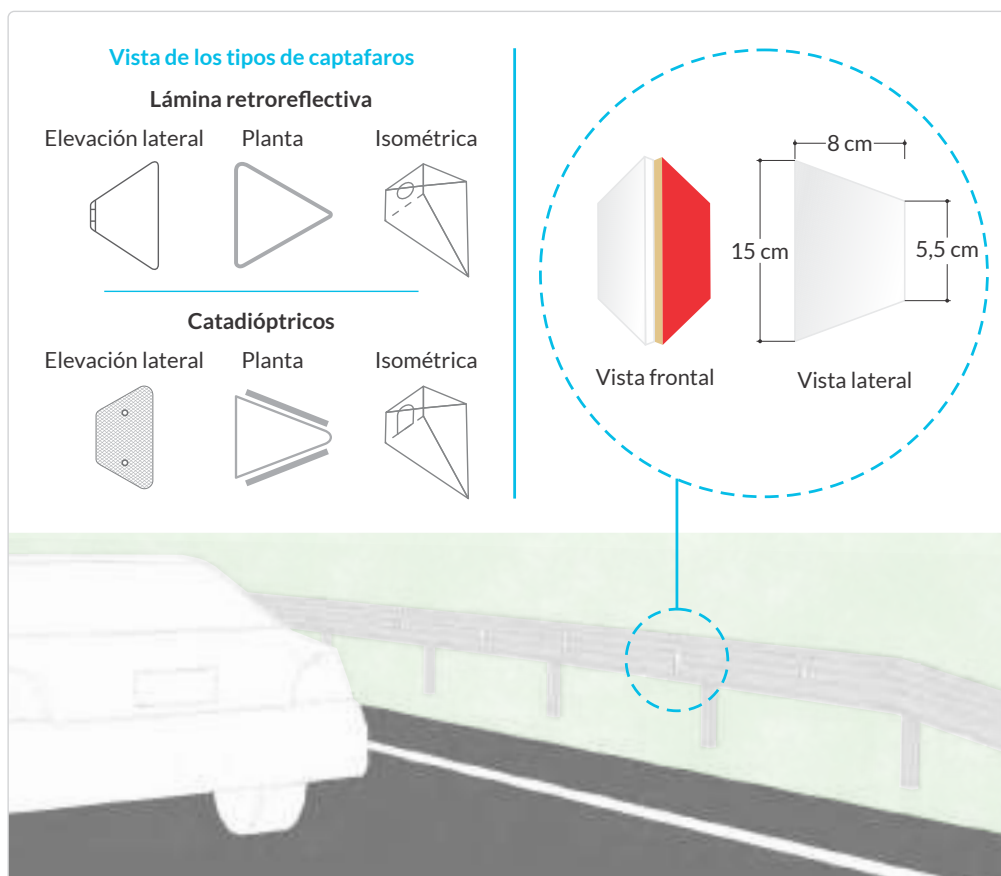 Vista de los tipos de captafaros
Lámina retroreflectiva
Elevación lateral Planta Isométrica
Catadióptricos
Elevación lateral Planta Isométrica
8 cm
15 cm
5,5 cm
Vista frontal
Vista lateral